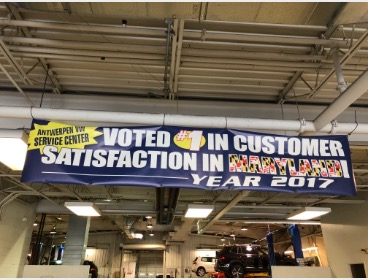 ANTWERPEN VW
SERVICE CENTER
VOTED #1 IN CUSTOMER
SATISFACTION IN MARYLAND!
YEAR 2017